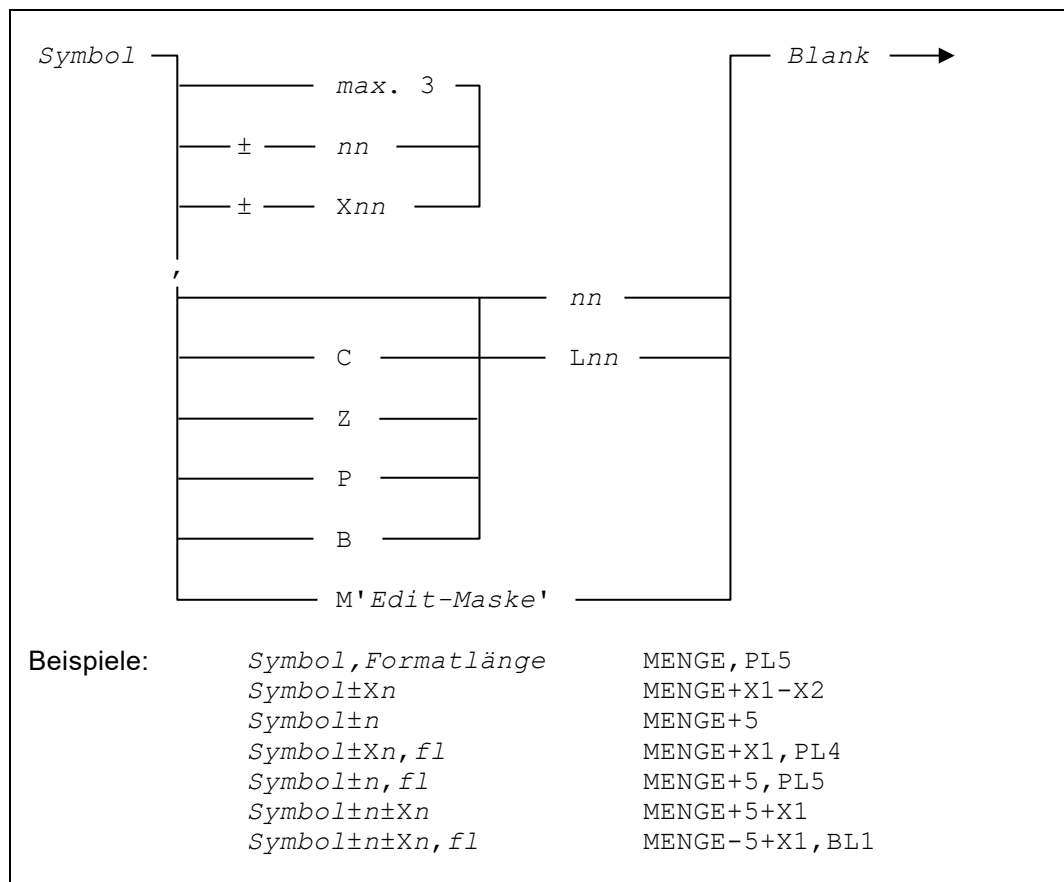 Symbol Blank
max. 3
± nn
± Xnn
,
nn
C Lnn
Z
P
B
M'Edit-Maske'
Beispiele: Symbol,Formatlänge MENGE,PL5
Symbol±Xn MENGE+X1-X2
Symbol±n MENGE+5
Symbol±Xn,fl MENGE+X1,PL4
Symbol±n,fl MENGE+5,PL5
Symbol±n±Xn MENGE+5+X1
Symbol±n±Xn,fl MENGE-5+X1,BL1